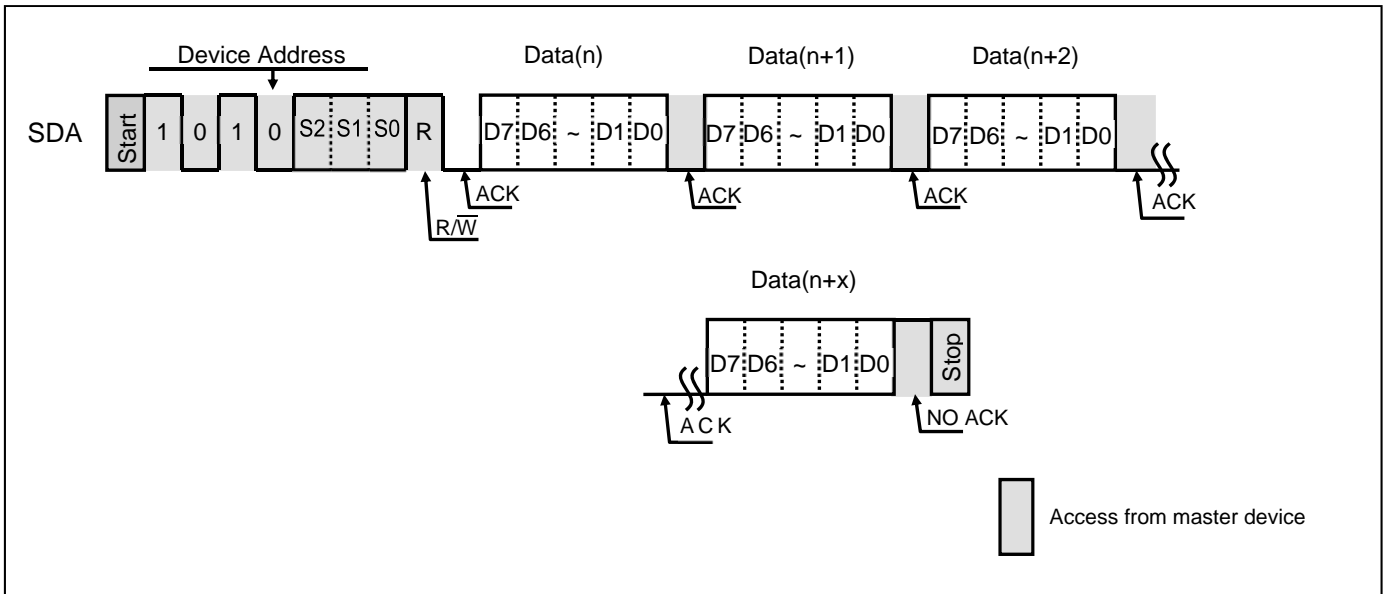 Device Address Data(n) Data(n+1) Data(n+2)
SDA Start 1 0 1 0 S2 S1 S0 R D7 D6 ~ D1 D0 D7 D6 ~ D1 D0 D7 D6 ~ D1 D0
ACK ACK ACK ACK
R/W̅
Data(n+x)
D7 D6 ~ D1 D0 Stop
A C K NO ACK
Access from master device